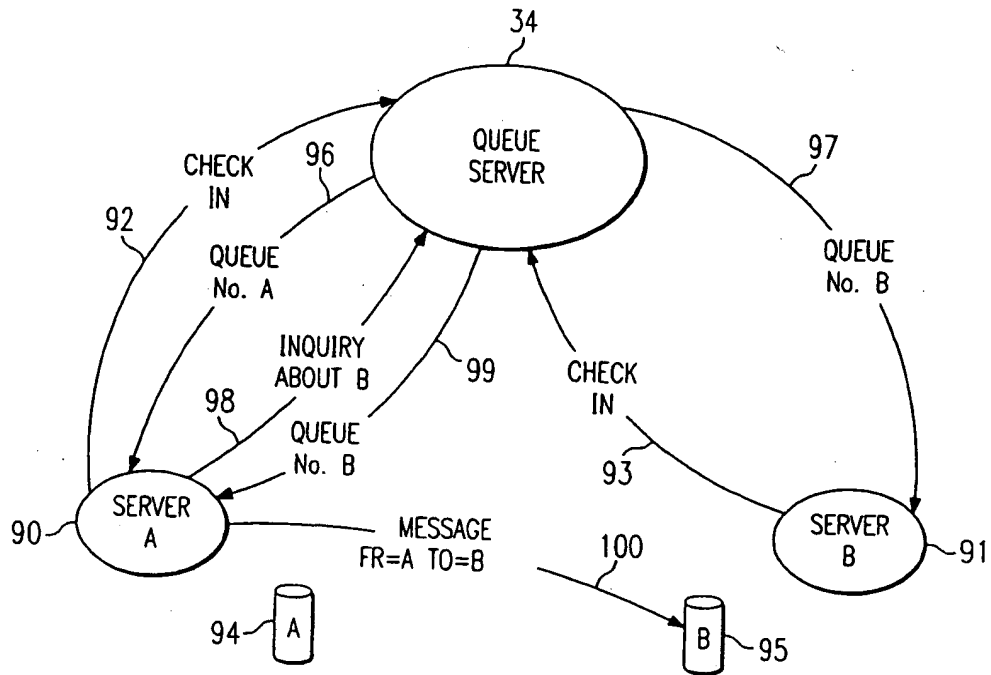 34
QUEUE
SERVER
CHECK
IN
96
97
92
QUEUE
No. A
QUEUE
No. B
INQUIRY
ABOUT B
99
CHECK
IN
98
QUEUE
No. B
93
SERVER
A
90
MESSAGE
FR=A TO=B
SERVER
B
91
100
94
A
B
95